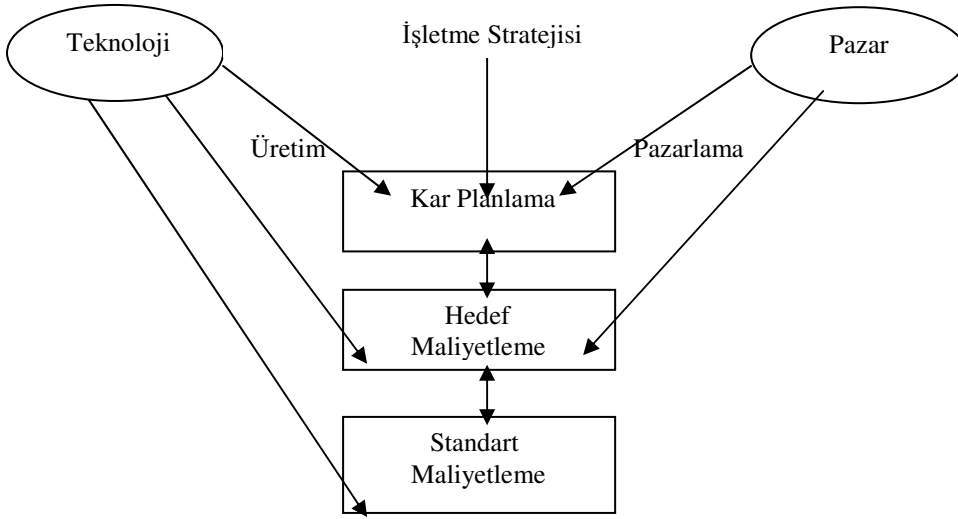 Teknoloji
İşletme Stratejisi
Pazar
Üretim
Pazarlama
Kar Planlama
Hedef
Maliyetleme
Standart
Maliyetleme